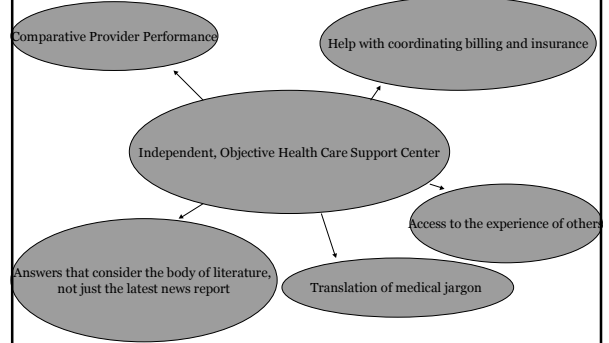 Comparative Provider Performance
Help with coordinating billing and insurance
Independent, Objective Health Care Support Center
Access to the experience of others
Answers that consider the body of literature,
not just the latest news report
Translation of medical jargon